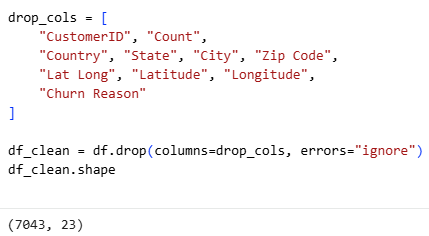 drop_cols = [
    "CustomerID", "Count",
    "Country", "State", "City", "Zip Code",
    "Lat Long", "Latitude", "Longitude",
    "Churn Reason"
]
df_clean = df.drop(columns=drop_cols, errors="ignore")
df_clean.shape
(7043, 23)